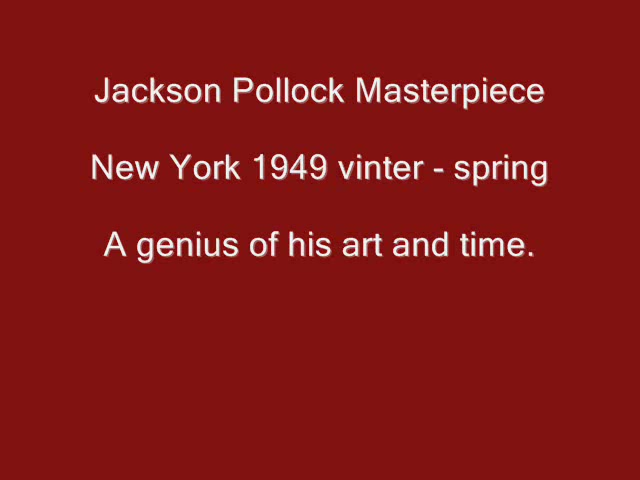 Jackson Pollock Masterpiece
New York 1949 vinter - spring
A genius of his art and time.